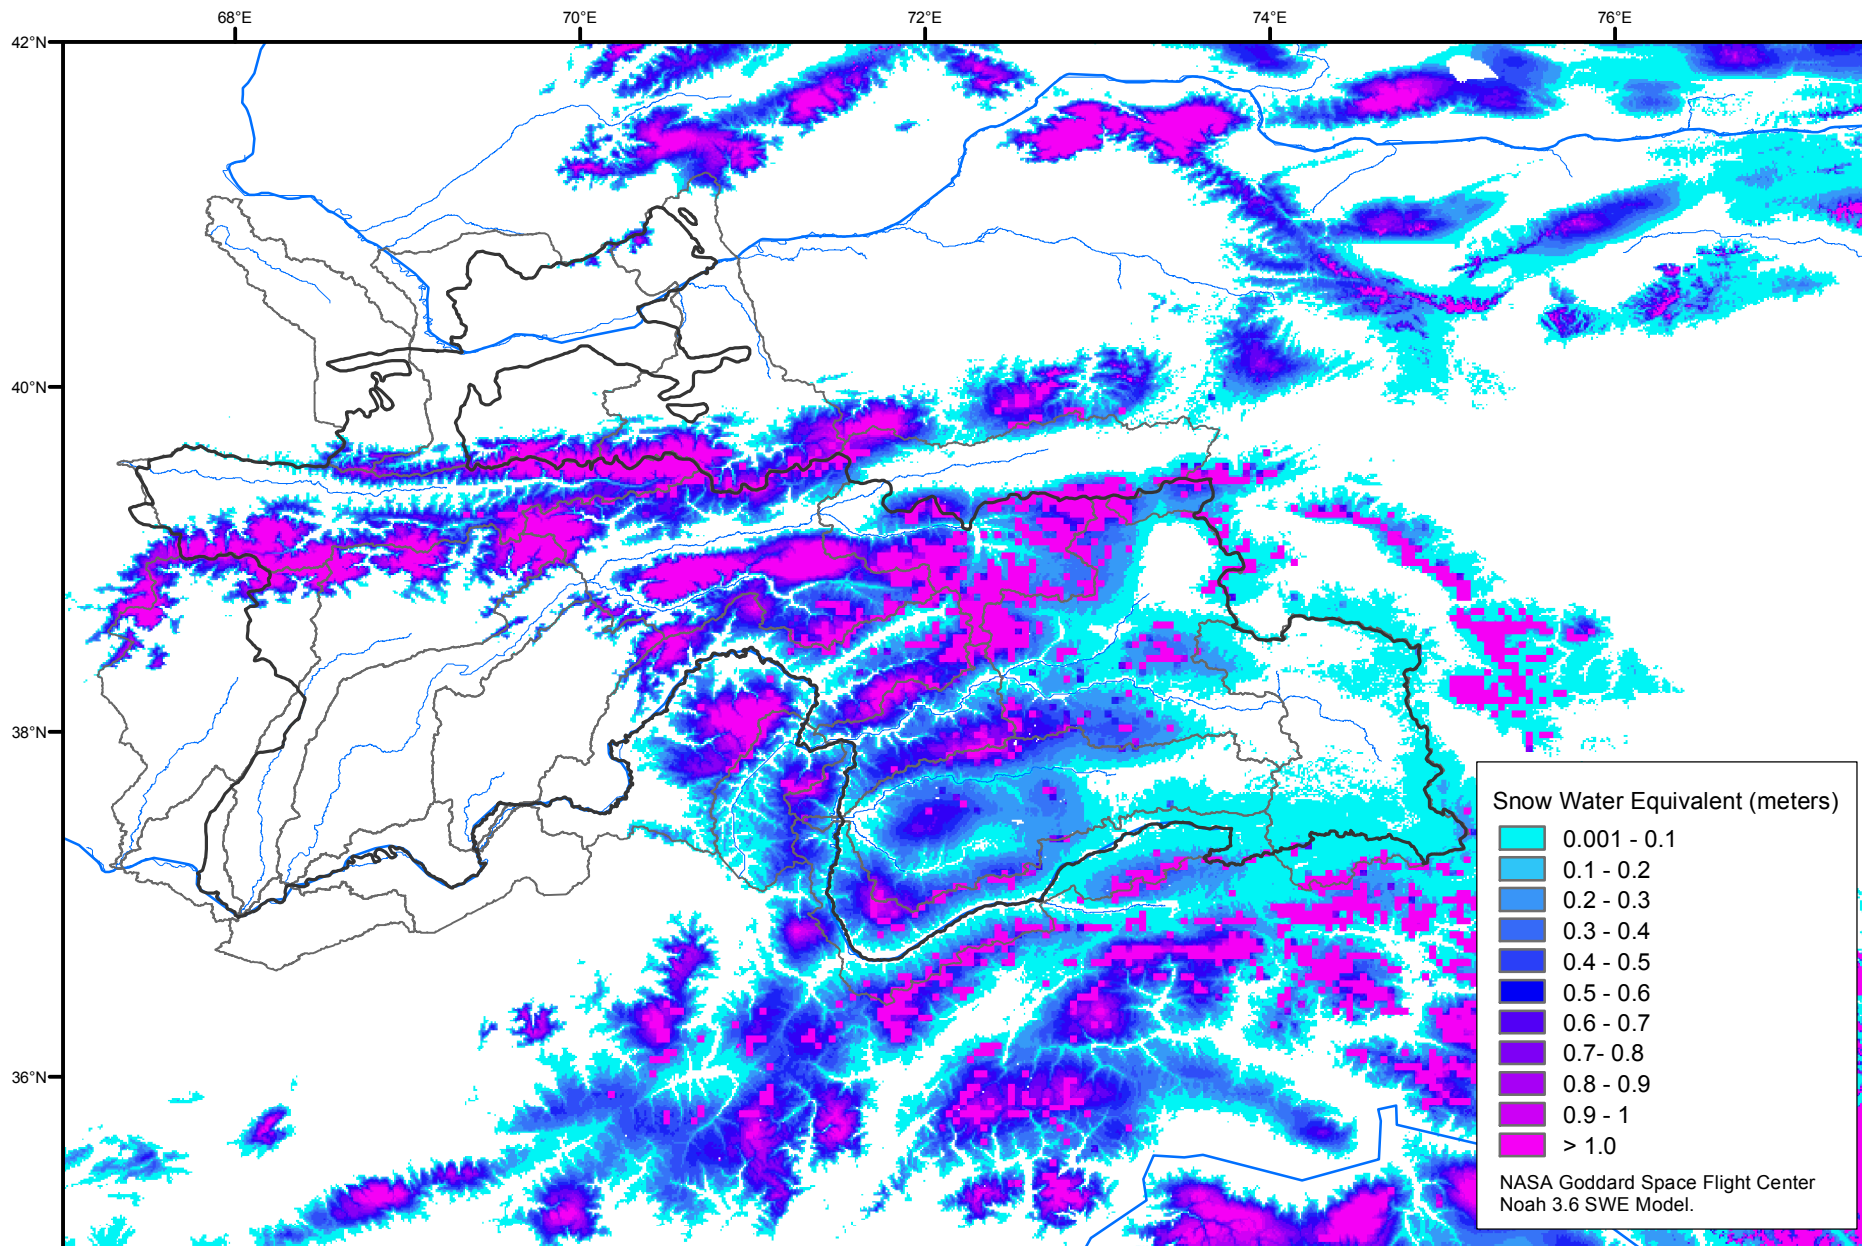 68°E 70°E 72°E 74°E 76°E
42°N
40°N
38°N
36°N
Snow Water Equivalent (meters)
0.001 - 0.1
0.1 - 0.2
0.2 - 0.3
0.3 - 0.4
0.4 - 0.5
0.5 - 0.6
0.6 - 0.7
0.7- 0.8
0.8 - 0.9
0.9 - 1
> 1.0
NASA Goddard Space Flight Center
Noah 3.6 SWE Model.